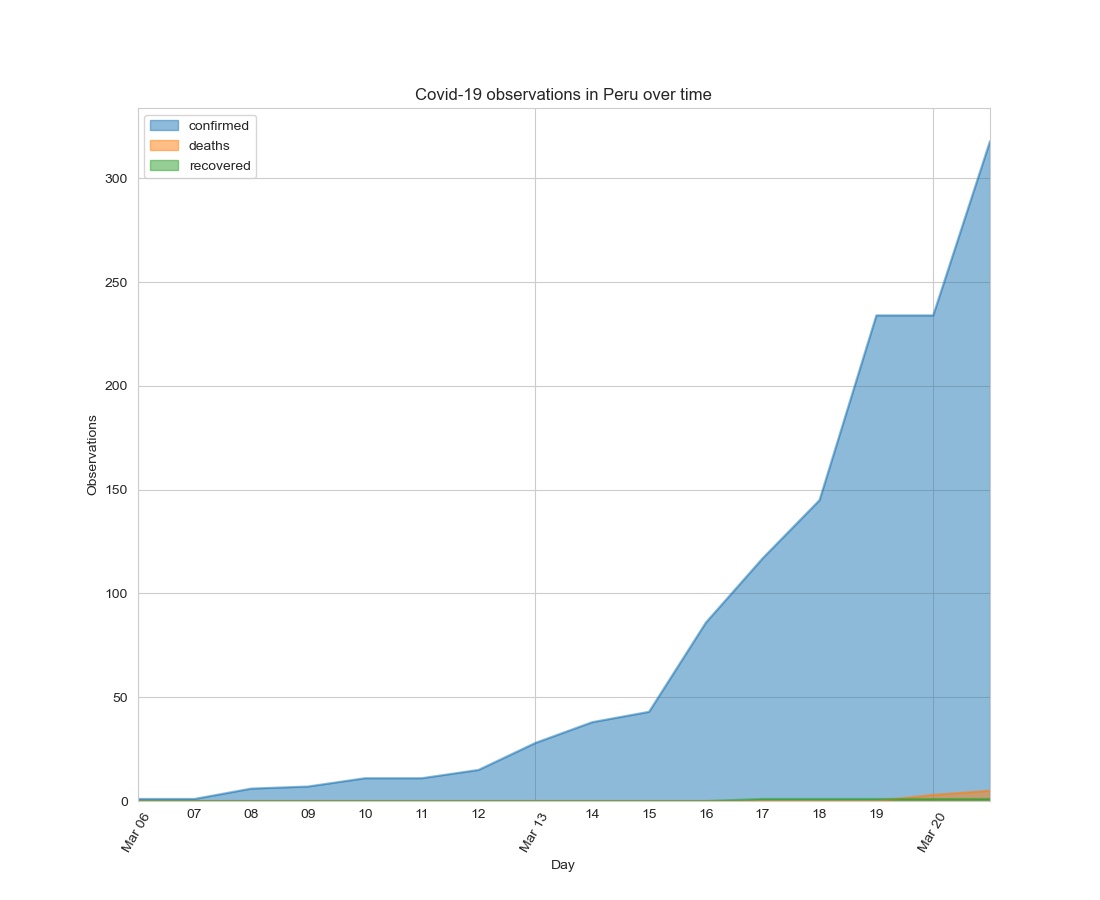 Covid-19 observations in Peru over time
confirmed
deaths
recovered
300
250
200
150
100
50
0
Observations
Mar 06
07
08
09
10
11
12
Mar 13
14
15
16
17
18
19
Mar 20
Day